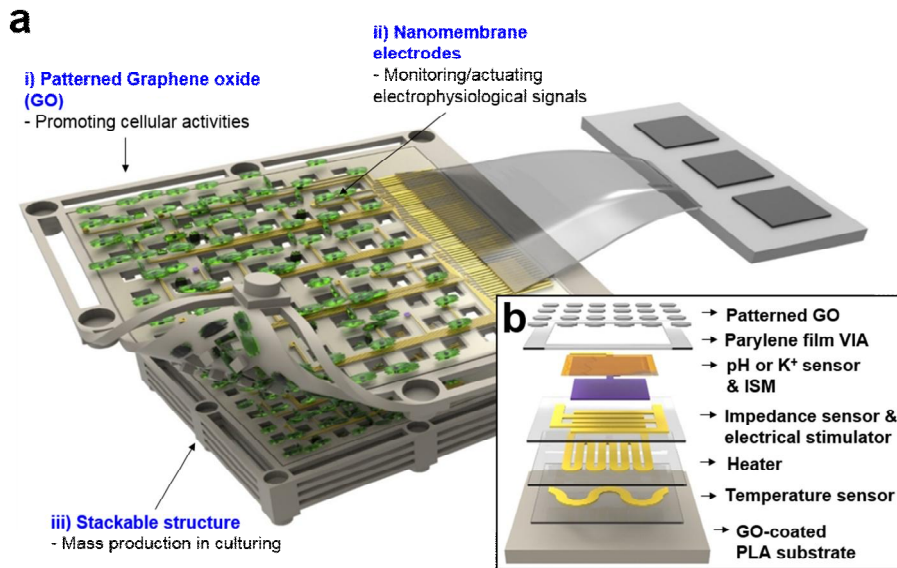 a
i) Patterned Graphene oxide
(GO)
- Promoting cellular activities
ii) Nanomembrane
electrodes
- Monitoring/actuating
electrophysiological signals
iii) Stackable structure
- Mass production in culturing
b
Patterned GO
Parylene film VIA
pH or K⁺ sensor
& ISM
Impedance sensor &
electrical stimulator
Heater
Temperature sensor
GO-coated
PLA substrate